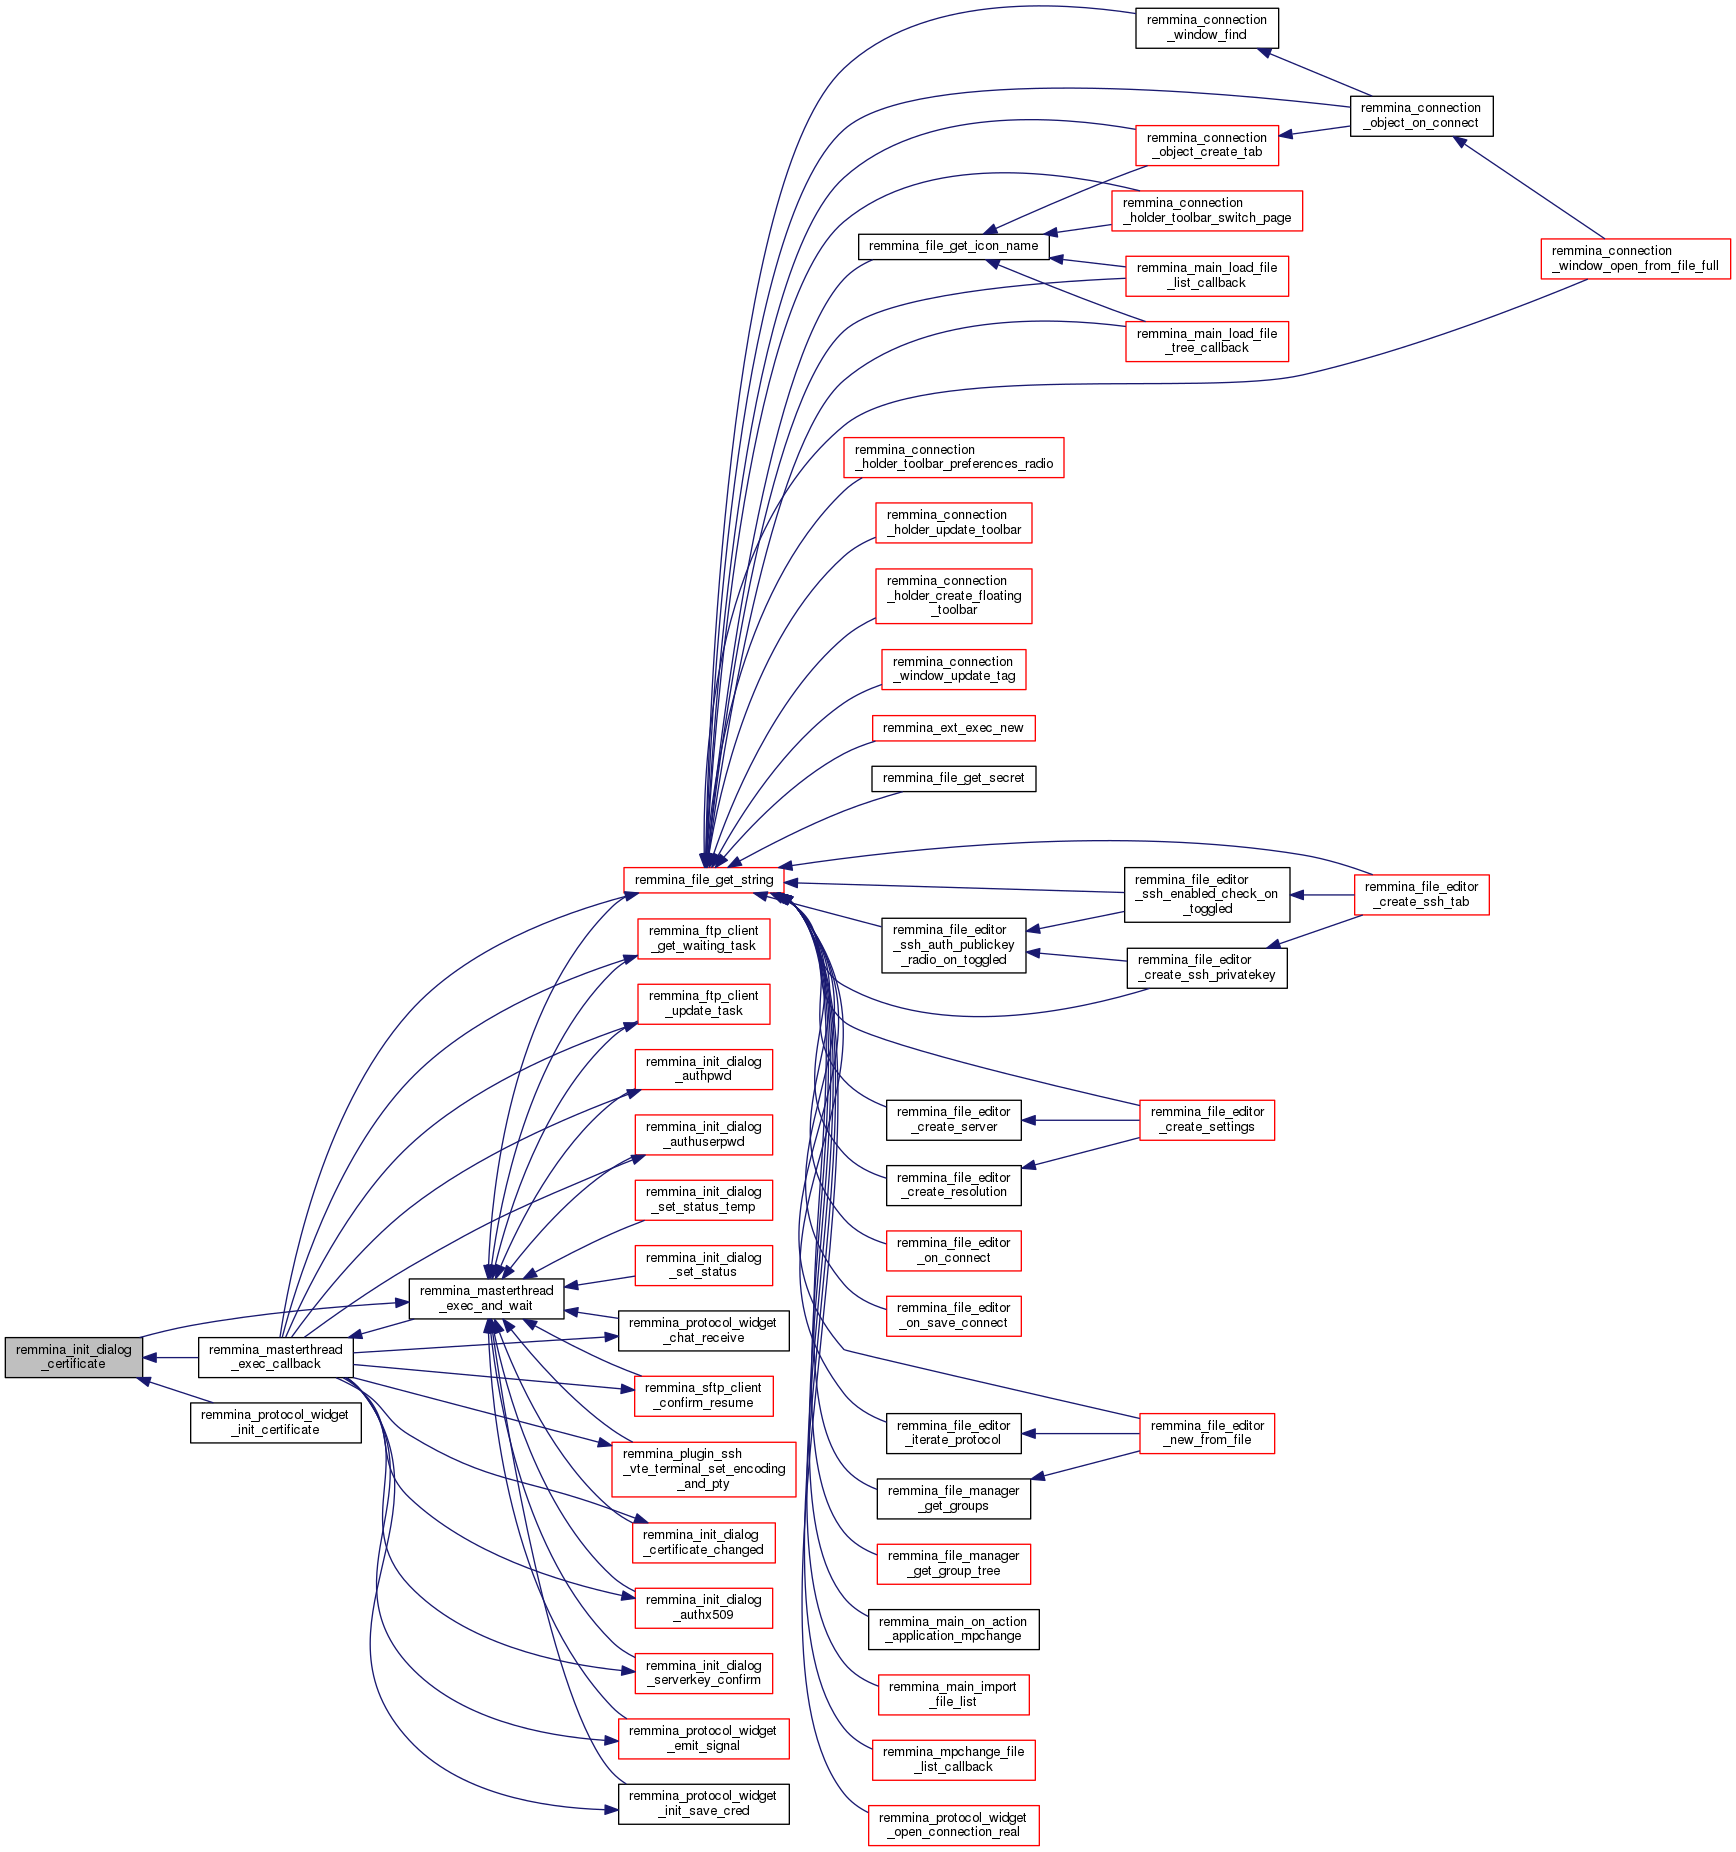 remmina_connection
_window_find
remmina_connection
_object_on_connect
remmina_connection
_object_create_tab
remmina_connection
_holder_toolbar_switch_page
remmina_file_get_icon_name
remmina_connection
_window_open_from_file_full
remmina_main_load_file
_list_callback
remmina_main_load_file
_tree_callback
remmina_connection
_holder_toolbar_preferences_radio
remmina_connection
_holder_update_toolbar
remmina_connection
_holder_create_floating
_toolbar
remmina_connection
_window_update_tag
remmina_ext_exec_new
remmina_file_get_secret
remmina_file_get_string
remmina_file_editor
_ssh_enabled_check_on
_toggled
remmina_file_editor
_create_ssh_tab
remmina_file_editor
_ssh_auth_publickey
_radio_on_toggled
remmina_file_editor
_create_ssh_privatekey
remmina_ftp_client
_get_waiting_task
remmina_ftp_client
_update_task
remmina_init_dialog
_authpwd
remmina_file_editor
_create_server
remmina_file_editor
_create_settings
remmina_init_dialog
_authuserpwd
remmina_file_editor
_create_resolution
remmina_init_dialog
_set_status_temp
remmina_file_editor
_on_connect
remmina_init_dialog
_set_status
remmina_masterthread
_exec_and_wait
remmina_file_editor
_on_save_connect
remmina_protocol_widget
_chat_receive
remmina_init_dialog
_certificate
remmina_masterthread
_exec_callback
remmina_sftp_client
_confirm_resume
remmina_protocol_widget
_init_certificate
remmina_file_editor
_iterate_protocol
remmina_file_editor
_new_from_file
remmina_plugin_ssh
_vte_terminal_set_encoding
_and_pty
remmina_file_manager
_get_groups
remmina_init_dialog
_certificate_changed
remmina_file_manager
_get_group_tree
remmina_init_dialog
_authx509
remmina_main_on_action
_application_mpchange
remmina_init_dialog
_serverkey_confirm
remmina_main_import
_file_list
remmina_protocol_widget
_emit_signal
remmina_mpchange_file
_list_callback
remmina_protocol_widget
_init_save_cred
remmina_protocol_widget
_open_connection_real